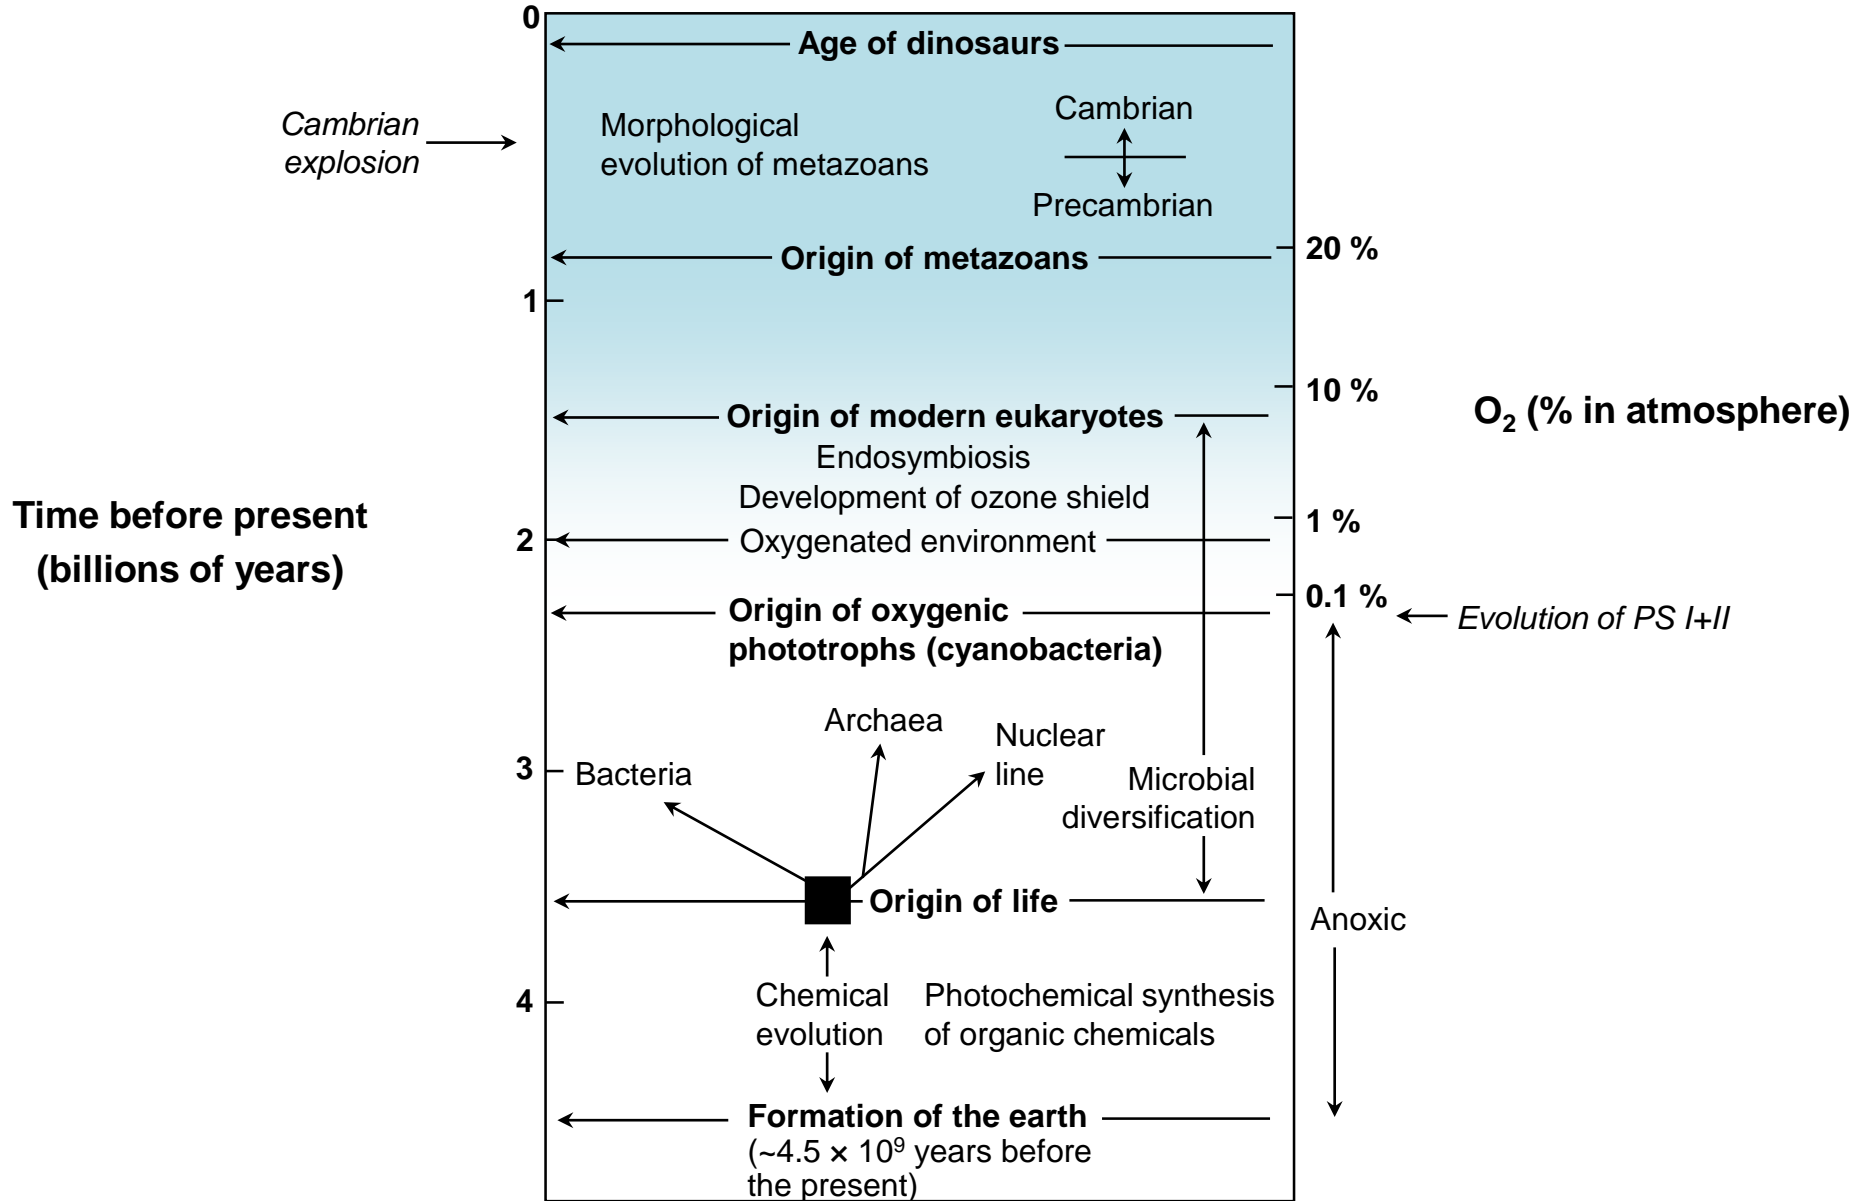 0
Age of dinosaurs
Cambrian
explosion
Morphological
evolution of metazoans
Cambrian
Precambrian
20 %
Origin of metazoans
1
10 %
Origin of modern eukaryotes
O₂ (% in atmosphere)
Endosymbiosis
Development of ozone shield
Time before present
(billions of years)
1 %
2
Oxygenated environment
0.1 %
Origin of oxygenic
phototrophs (cyanobacteria)
Evolution of PS I+II
Archaea
Nuclear
line
3
Bacteria
Microbial
diversification
Origin of life
Anoxic
4
Chemical
evolution
Photochemical synthesis
of organic chemicals
Formation of the earth
(~4.5 × 10⁹ years before
the present)